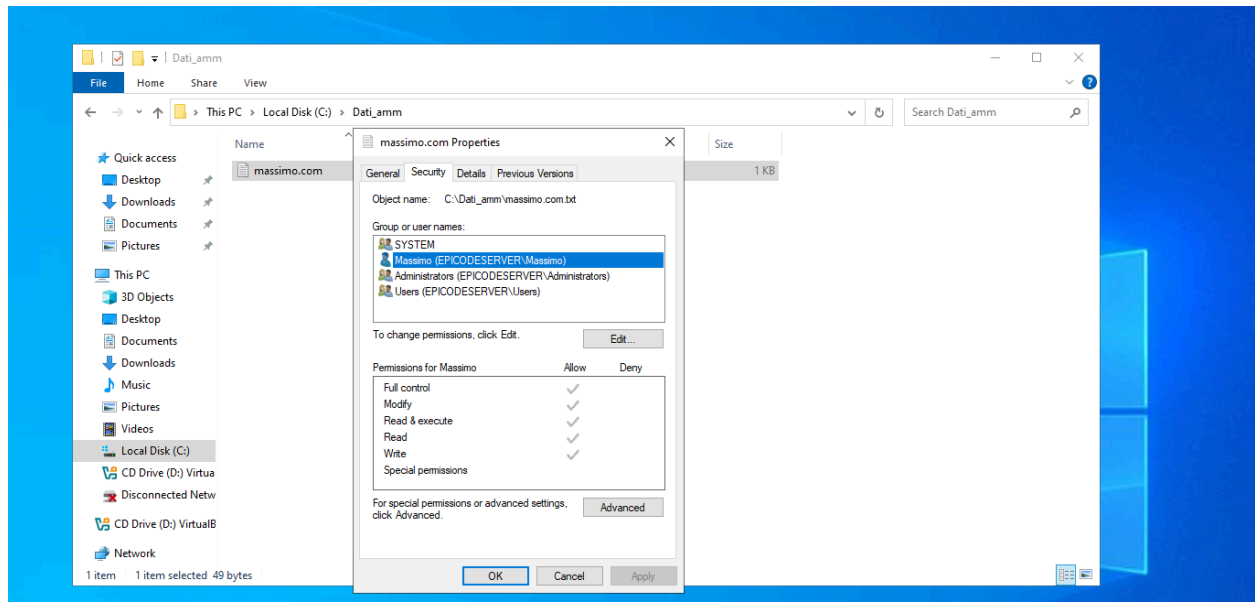 Dati_amm
File Home Share View
This PC > Local Disk (C:) > Dati_amm
Search Dati_amm
Quick access
Desktop
Downloads
Documents
Pictures
This PC
3D Objects
Desktop
Documents
Downloads
Music
Pictures
Videos
Local Disk (C:)
CD Drive (D:) Virtua
Disconnected Netw
CD Drive (D:) VirtualB
Network
Name
Size
massimo.com
1 KB
massimo.com Properties
General Security Details Previous Versions
Object name: C:\Dati_amm\massimo.com.txt
Group or user names:
SYSTEM
Massimo (EPICODESERVER\Massimo)
Administrators (EPICODESERVER\Administrators)
Users (EPICODESERVER\Users)
To change permissions, click Edit.
Edit...
Permissions for Massimo Allow Deny
Full control
Modify
Read & execute
Read
Write
Special permissions
For special permissions or advanced settings,
click Advanced.
Advanced
OK Cancel Apply
1 item 1 item selected 49 bytes